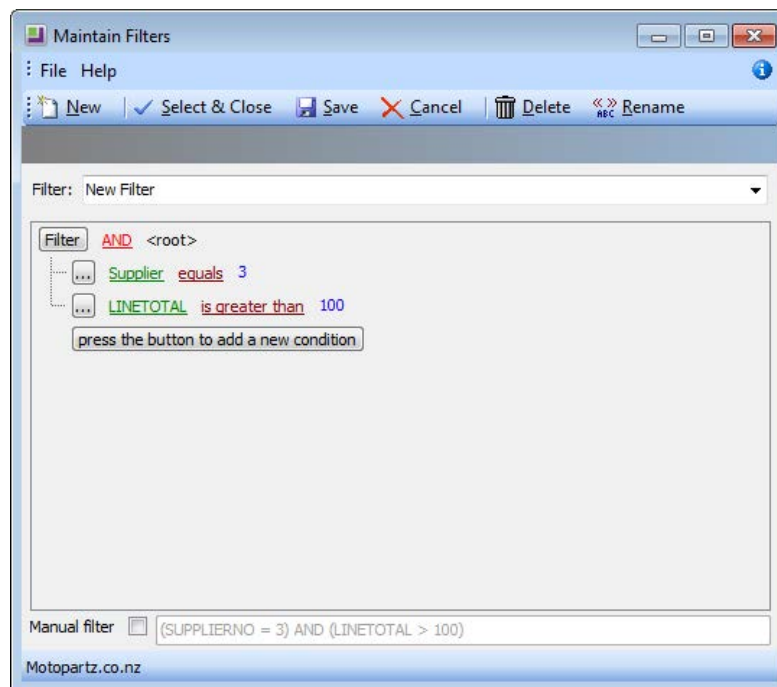 Maintain Filters
File Help
New Select & Close Save Cancel Delete ABC Rename
Filter: New Filter
Filter AND <root>
... Supplier equals 3
... LINETOTAL is greater than 100
press the button to add a new condition
Manual filter (SUPPLIERNO = 3) AND (LINETOTAL > 100)
Motopartz.co.nz